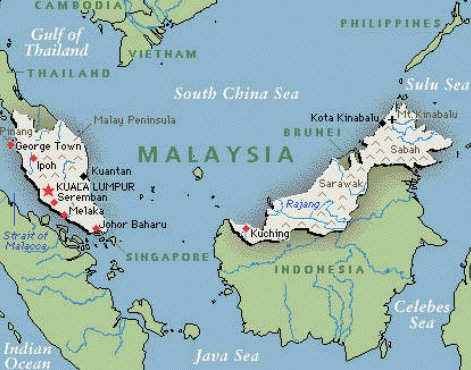 CAMBODIA
PHILIPPINES
Gulf of
Thailand
VIETNAM
THAILAND
Sulu Sea
South China Sea
Kota Kinabalu
Mt Kinabalu
Pinang
Malay Peninsula
BRUNEI
George Town
Sabah
MALAYSIA
Ipoh
Kuantan
KUALA LUMPUR
Sarawak
Seremban
Rajang
Melaka
Johor Baharu
Strait of
Malacca
Kuching
SINGAPORE
INDONESIA
Celebes
Sea
Indian
Ocean
Java Sea